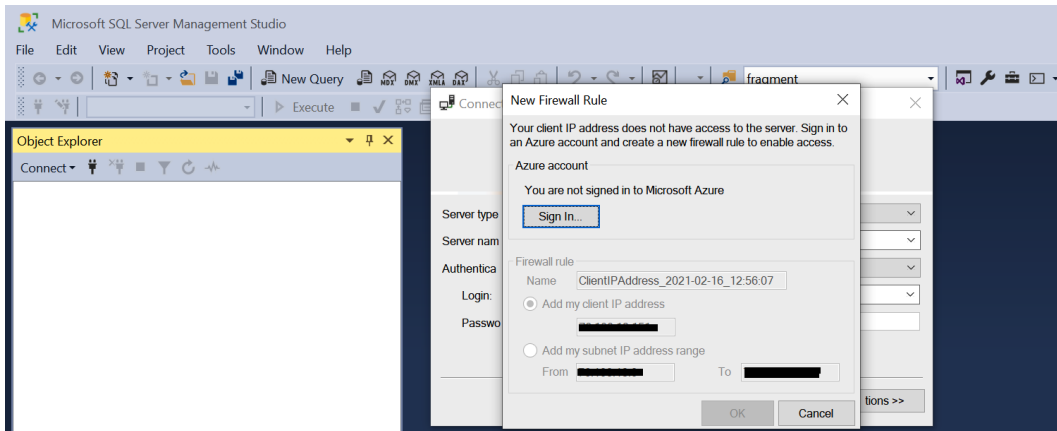 Microsoft SQL Server Management Studio
File Edit View Project Tools Window Help
New Query MDX DMX XMLA DAX fragment
Execute
Object Explorer
Connect
Connect
New Firewall Rule
Your client IP address does not have access to the server. Sign in to
an Azure account and create a new firewall rule to enable access.
Azure account
You are not signed in to Microsoft Azure
Sign In...
Server type
Server nam
Authentica
Login:
Passwo
Firewall rule
Name ClientIPAddress_2021-02-16_12:56:07
Add my client IP address
Add my subnet IP address range
From To
OK Cancel
tions >>